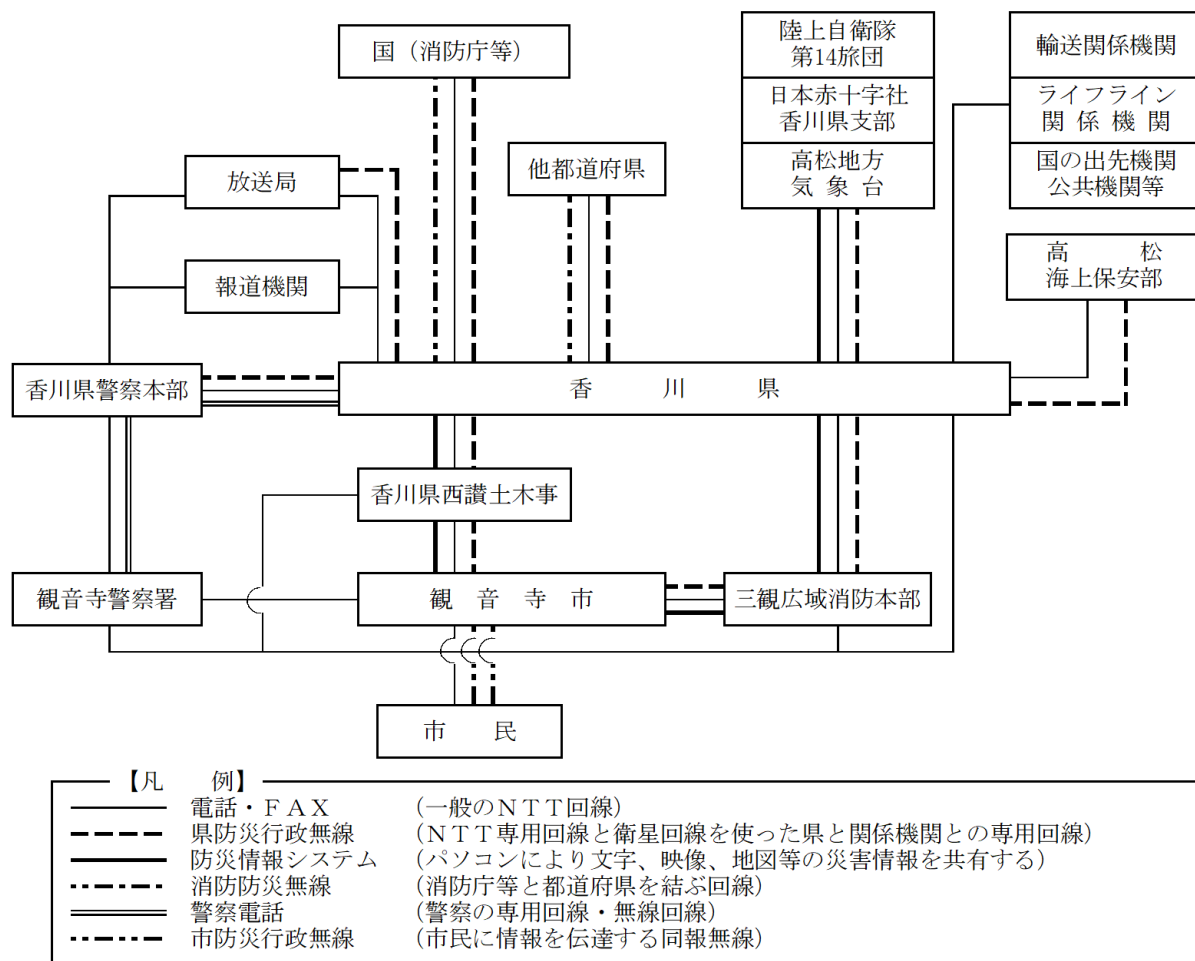 国（消防庁等）
陸上自衛隊
第14旅団
日本赤十字社
香川県支部
高松地方
気 象 台
輸送関係機関
ライフライン
関 係 機 関
国の出先機関
公共機関等
他都道府県
放送局
高　　松
海上保安部
報道機関
香川県警察本部
香　　川　　県
香川県西讃土木事
観音寺警察署
観　音　寺　市
三観広域消防本部
市　　民
【凡　　例】
電話・ＦＡＸ　（一般のＮＴＴ回線）
県防災行政無線　（ＮＴＴ専用回線と衛星回線を使った県と関係機関との専用回線）
防災情報システム　（パソコンにより文字、映像、地図等の災害情報を共有する）
消防防災無線　（消防庁等と都道府県を結ぶ回線）
警察電話　（警察の専用回線・無線回線）
市防災行政無線　（市民に情報を伝達する同報無線）